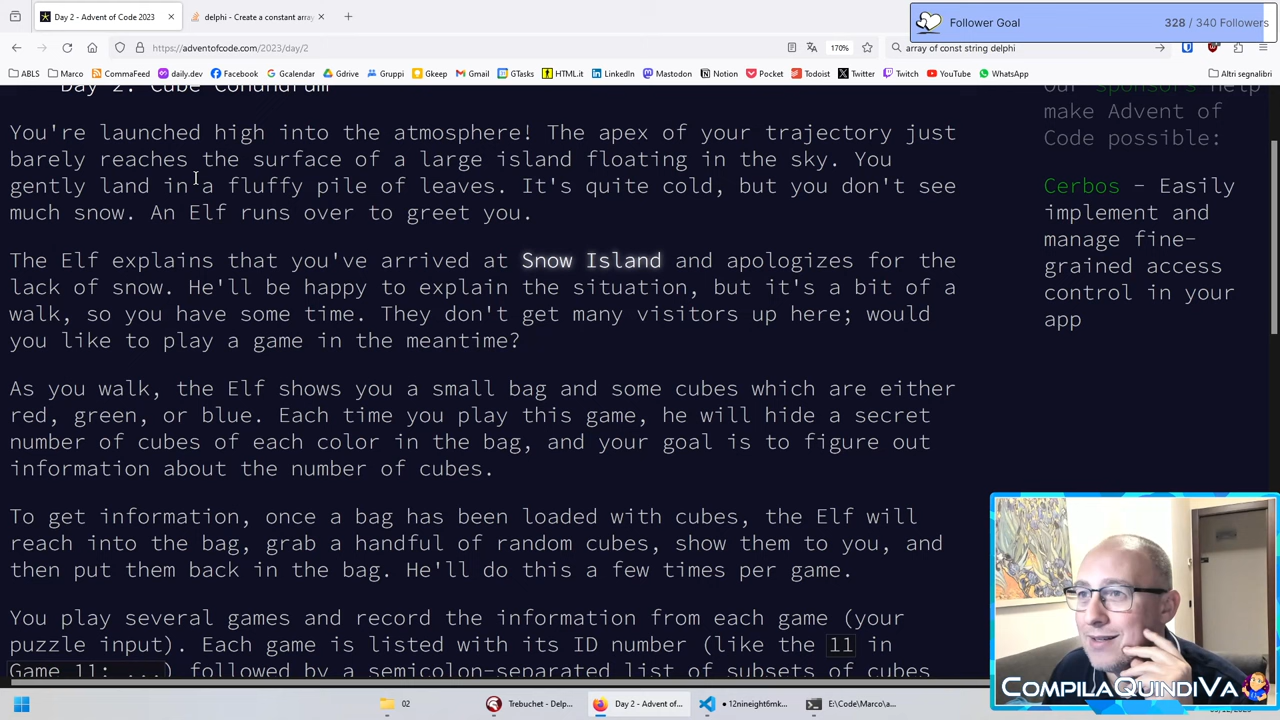 Day 2 - Advent of Code 2023
delphi - Create a constant array
Follower Goal
328 / 340 Followers
https://adventofcode.com/2023/day/2
170%
array of const string delphi
ABLS
Marco
CommaFeed
daily.dev
Facebook
Gcalendar
Gdrive
Gruppi
Gkeep
Gmail
GTasks
HTML.it
LinkedIn
Mastodon
Notion
Pocket
Todoist
Twitter
Twitch
YouTube
WhatsApp
Altri segnalibri
Day 2: Cube Conundrum
You're launched high into the atmosphere! The apex of your trajectory just
barely reaches the surface of a large island floating in the sky. You
gently land in a fluffy pile of leaves. It's quite cold, but you don't see
much snow. An Elf runs over to greet you.
The Elf explains that you've arrived at Snow Island and apologizes for the
lack of snow. He'll be happy to explain the situation, but it's a bit of a
walk, so you have some time. They don't get many visitors up here; would
you like to play a game in the meantime?
As you walk, the Elf shows you a small bag and some cubes which are either
red, green, or blue. Each time you play this game, he will hide a secret
number of cubes of each color in the bag, and your goal is to figure out
information about the number of cubes.
To get information, once a bag has been loaded with cubes, the Elf will
reach into the bag, grab a handful of random cubes, show them to you, and
then put them back in the bag. He'll do this a few times per game.
You play several games and record the information from each game (your
puzzle input). Each game is listed with its ID number (like the 11 in
Game 11: ...) followed by a semicolon-separated list of subsets of cubes
Our sponsors help
make Advent of
Code possible:
Cerbos - Easily
implement and
manage fine-
grained access
control in your
app
COMPILAQUINDIVA
02
Trebuchet - Delp...
Day 2 - Advent of...
12nineight6mk...
E:\Code\Marco\a...